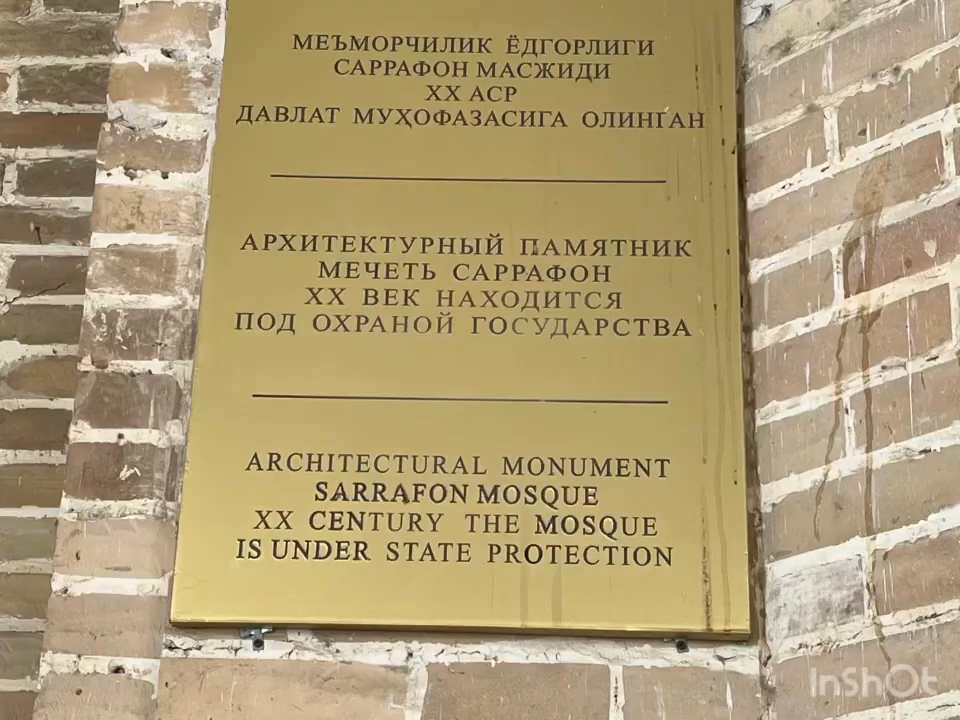 МЕЪМОРЧИЛИК ЁДГОРЛИГИ
САРРАФОН МАСЖИДИ
XX АСР
ДАВЛАТ МУҲОФАЗАСИГА ОЛИНГАН
АРХИТЕКТУРНЫЙ ПАМЯТНИК
МЕЧЕТЬ САРРАФОН
XX ВЕК НАХОДИТСЯ
ПОД ОХРАНОЙ ГОСУДАРСТВА
ARCHITECTURAL MONUMENT
SARRAFON MOSQUE
XX CENTURY THE MOSQUE
IS UNDER STATE PROTECTION
InShOt